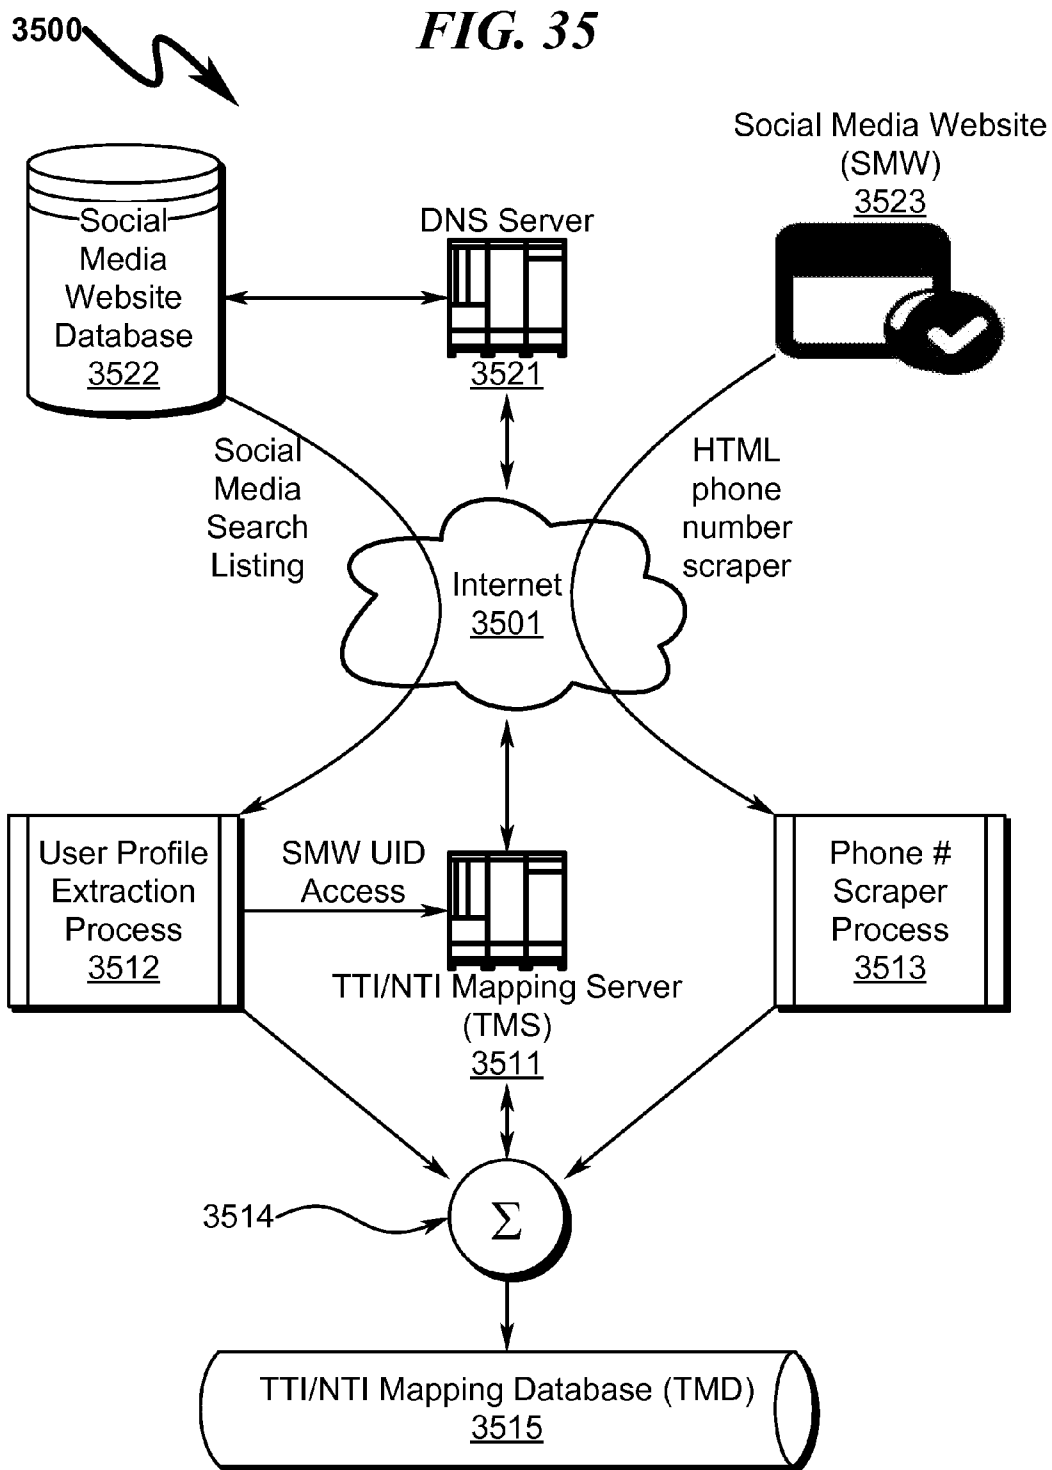 3500
FIG. 35
Social Media Website
(SMW)
3523
Social
Media
Website
Database
3522
DNS Server
3521
Social
Media
Search
Listing
HTML
phone
number
scraper
Internet
3501
User Profile
Extraction
Process
3512
SMW UID
Access
TTI/NTI Mapping Server
(TMS)
3511
Phone #
Scraper
Process
3513
3514
Σ
TTI/NTI Mapping Database (TMD)
3515